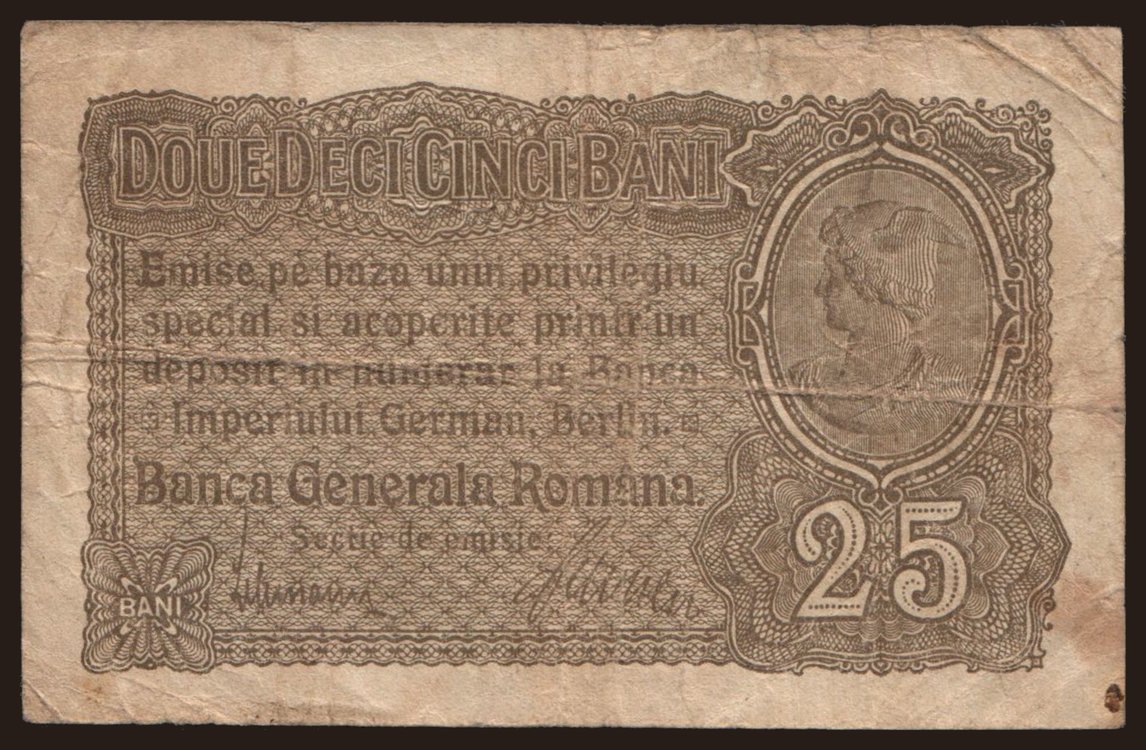 DOUE DECI CINCI BANI
Emise pe baza unui privilegiu
special si acoperite printr'un
deposit in numerar la Banca
Imperiului German, Berlin.
Banca Generala Romana.
Sectie de emisie
BANI
25